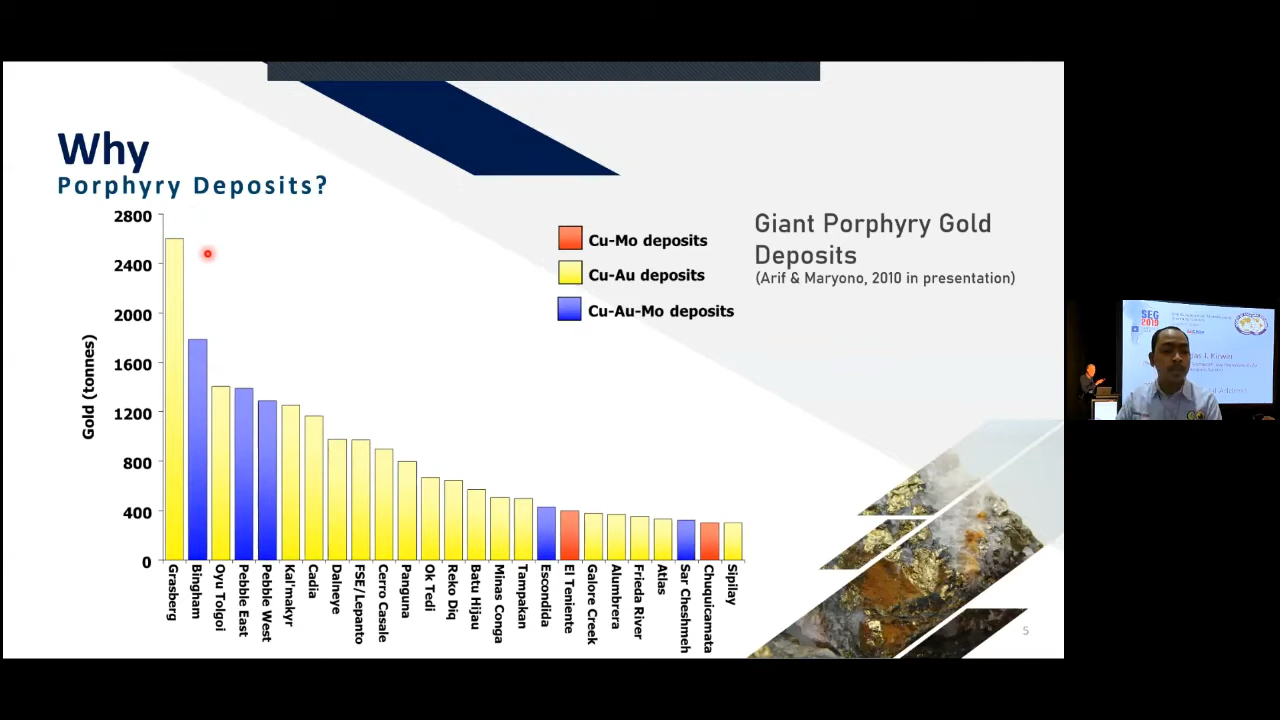 Why
Porphyry Deposits?
2800
2400
2000
1600
1200
800
400
0
Gold (tonnes)
Cu-Mo deposits
Cu-Au deposits
Cu-Au-Mo deposits
Giant Porphyry Gold
Deposits
(Arif & Maryono, 2010 in presentation)
Grasberg
Bingham
Oyu Tolgoi
Pebble East
Pebble West
Kal'makyr
Cadia
Dalneye
FSE/Lepanto
Cerro Casale
Panguna
Ok Tedi
Reko Diq
Batu Hijau
Minas Conga
Tampakan
Escondida
El Teniente
Galore Creek
Alumbrera
Frieda River
Atlas
Sar Cheshmeh
Chuquicamata
Sipilay
5
SEG
2019